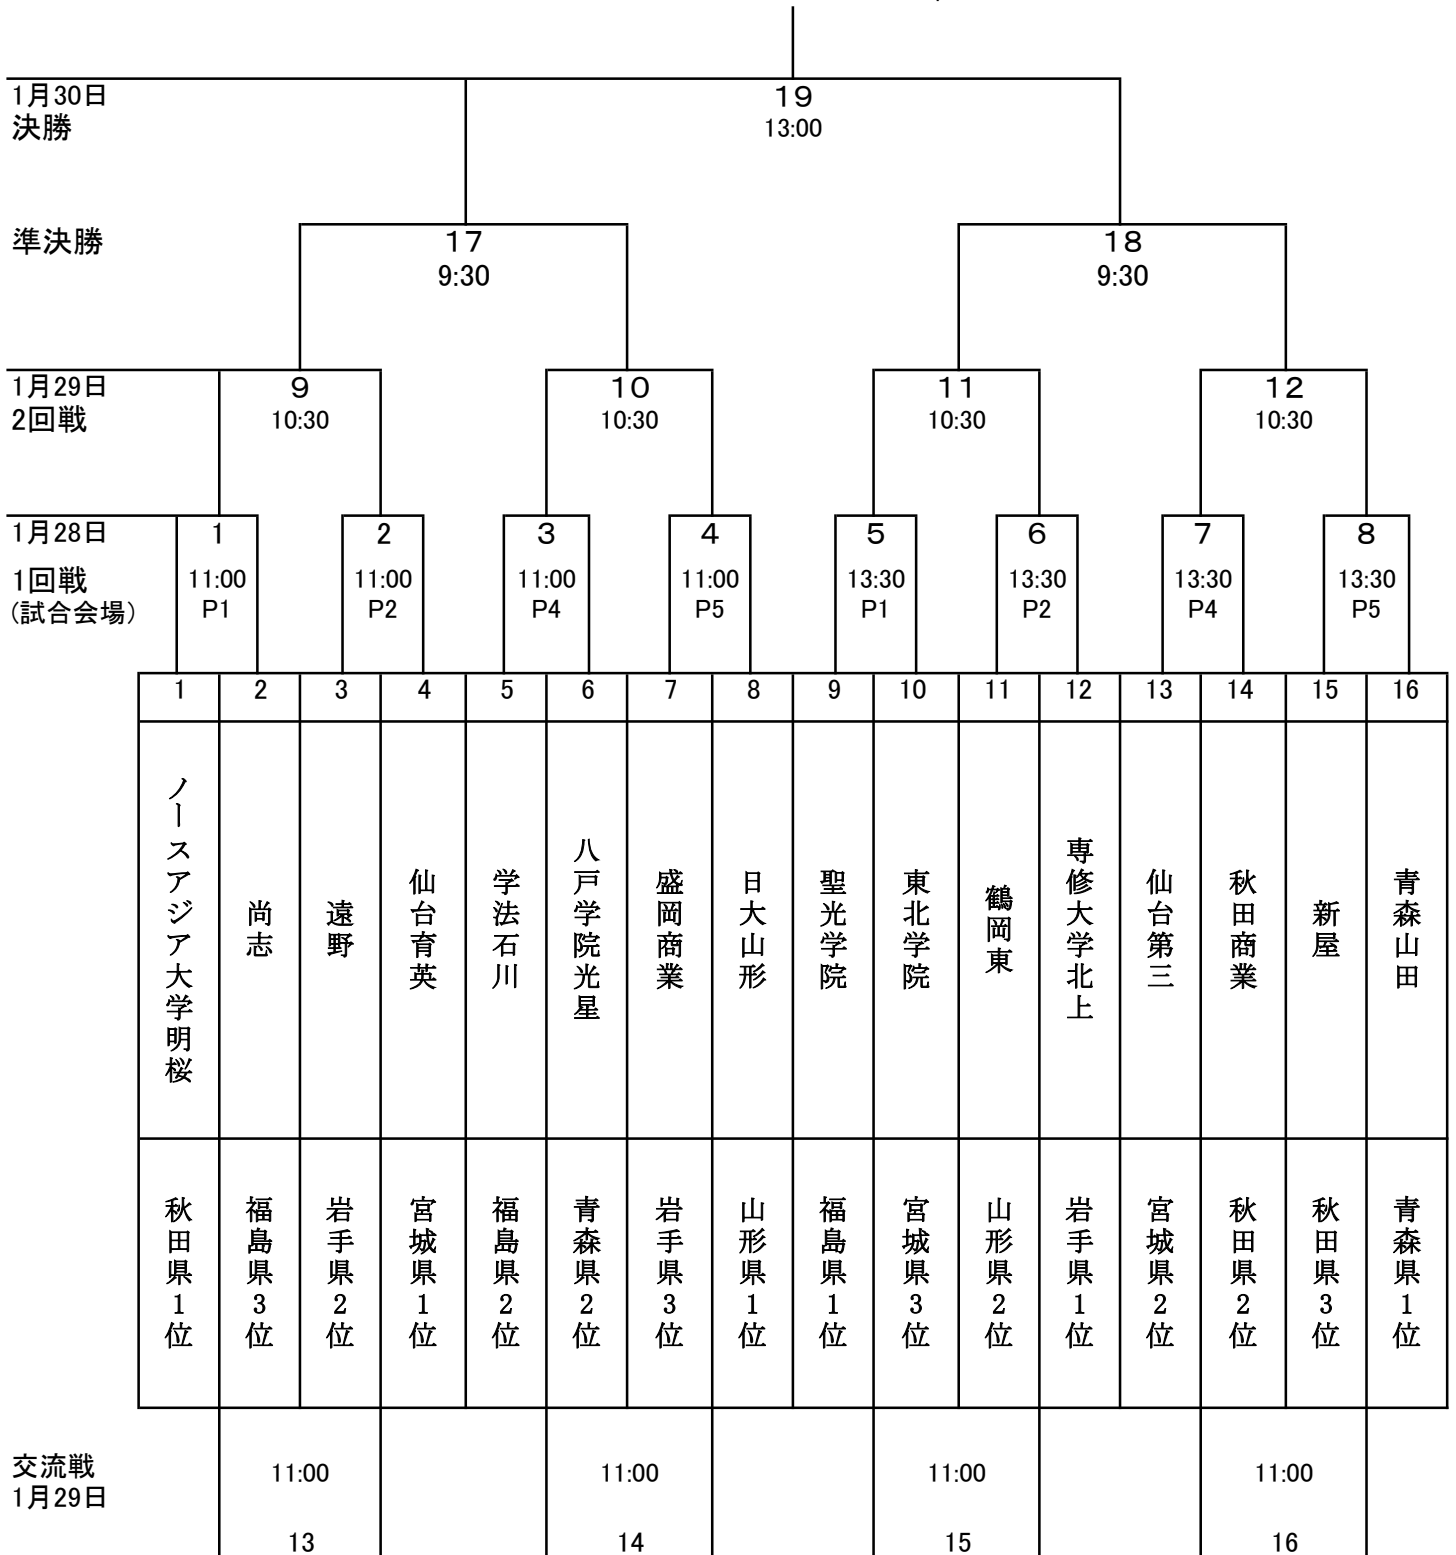 1月30日
決勝
19
13:00
準決勝
17
9:30
18
9:30
1月29日
2回戦
9
10:30
10
10:30
11
10:30
12
10:30
1月28日
1回戦
(試合会場)
1
11:00
P1
2
11:00
P2
3
11:00
P4
4
11:00
P5
5
13:30
P1
6
13:30
P2
7
13:30
P4
8
13:30
P5
1
2
3
4
5
6
7
8
9
10
11
12
13
14
15
16
ノースアジア大学明桜
尚志
遠野
仙台育英
学法石川
八戸学院光星
盛岡商業
日大山形
聖光学院
東北学院
鶴岡東
専修大学北上
仙台第三
秋田商業
新屋
青森山田
秋田県1位
福島県3位
岩手県2位
宮城県1位
福島県2位
青森県2位
岩手県3位
山形県1位
福島県1位
宮城県3位
山形県2位
岩手県1位
宮城県2位
秋田県2位
秋田県3位
青森県1位
交流戦
1月29日
11:00
13
11:00
14
11:00
15
11:00
16